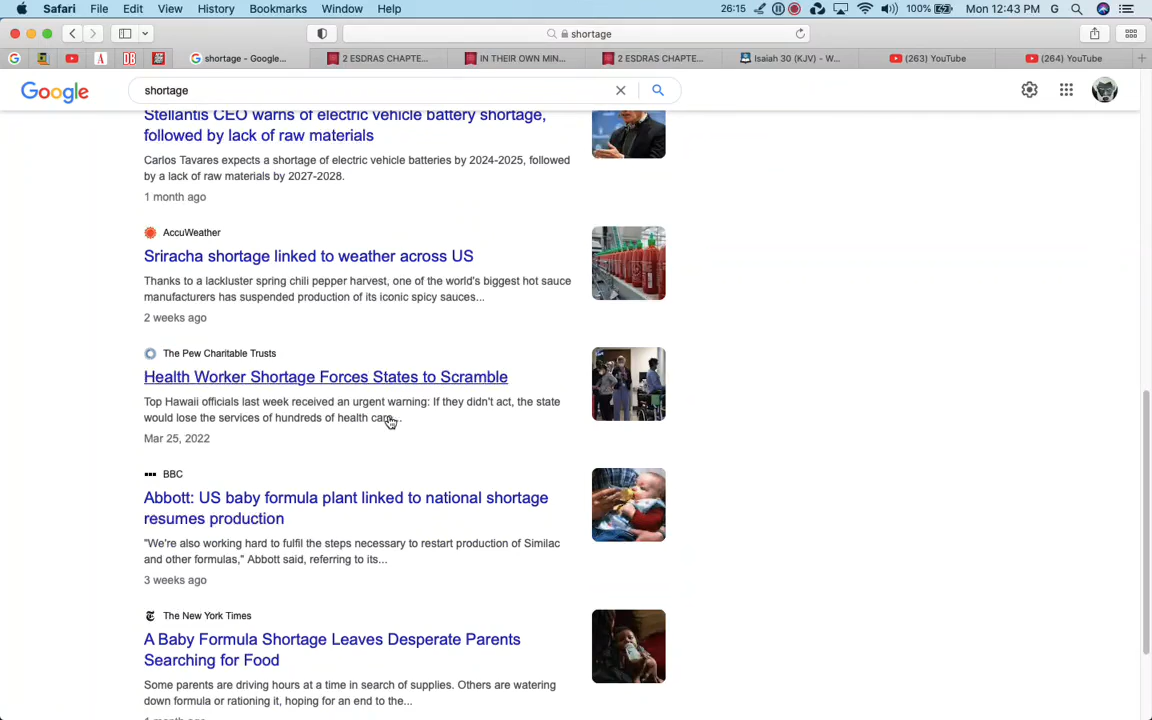 Safari File Edit View History Bookmarks Window Help 26:15 100% Mon 12:43 PM G
shortage
A DB shortage - Google... 2 ESDRAS CHAPTE... IN THEIR OWN MIN... 2 ESDRAS CHAPTE... Isaiah 30 (KJV) - W... (263) YouTube (264) YouTube
Google shortage
Stellantis CEO warns of electric vehicle battery shortage,
followed by lack of raw materials
Carlos Tavares expects a shortage of electric vehicle batteries by 2024-2025, followed
by a lack of raw materials by 2027-2028.
1 month ago
AccuWeather
Sriracha shortage linked to weather across US
Thanks to a lackluster spring chili pepper harvest, one of the world's biggest hot sauce
manufacturers has suspended production of its iconic spicy sauces...
2 weeks ago
The Pew Charitable Trusts
Health Worker Shortage Forces States to Scramble
Top Hawaii officials last week received an urgent warning: If they didn't act, the state
would lose the services of hundreds of health care...
Mar 25, 2022
BBC
Abbott: US baby formula plant linked to national shortage
resumes production
"We're also working hard to fulfil the steps necessary to restart production of Similac
and other formulas," Abbott said, referring to its...
3 weeks ago
The New York Times
A Baby Formula Shortage Leaves Desperate Parents
Searching for Food
Some parents are driving hours at a time in search of supplies. Others are watering
down formula or rationing it, hoping for an end to the...
1 month ago